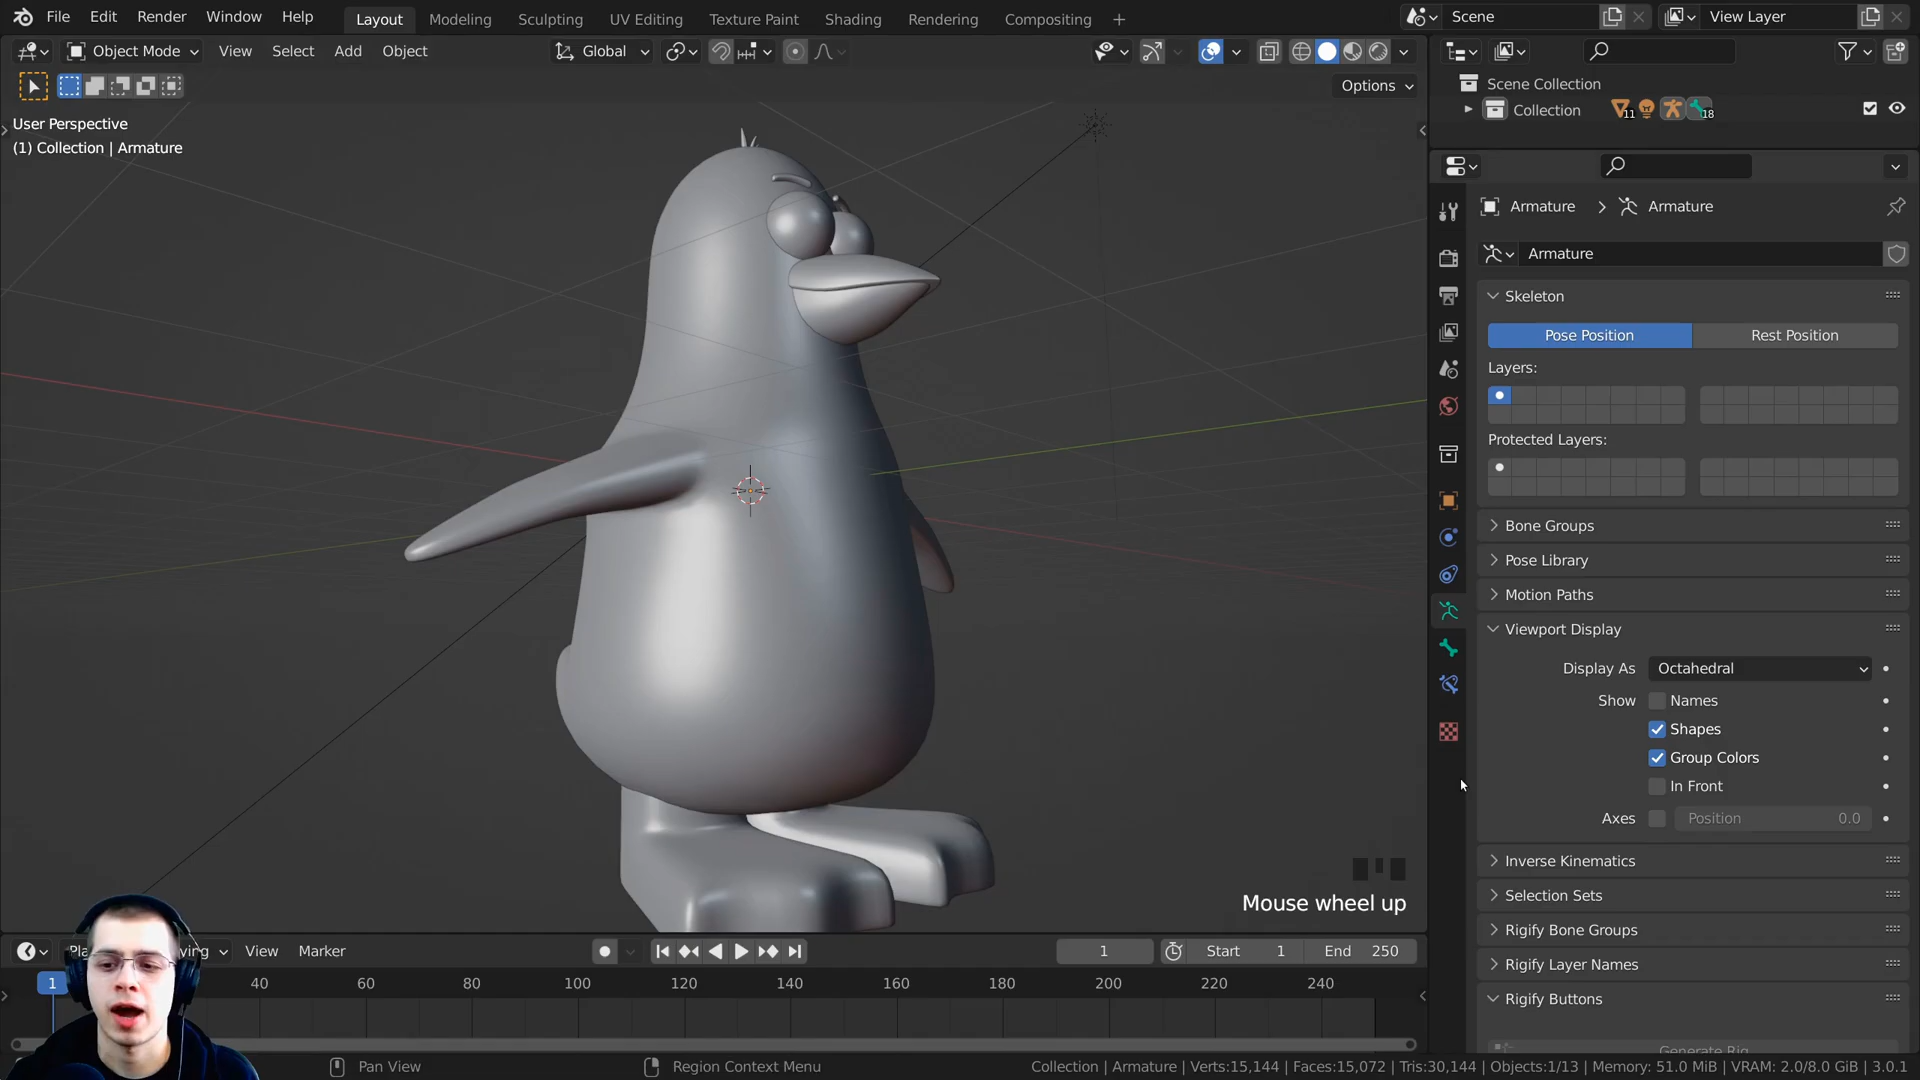 File Edit Render Window Help Layout Modeling Sculpting UV Editing Texture Paint Shading Rendering Compositing + Scene View Layer
Object Mode View Select Add Object Global
Options
User Perspective
(1) Collection | Armature
Scene Collection
Collection 11 18
Armature > Armature
Armature
Skeleton
Pose Position Rest Position
Layers:
Protected Layers:
Bone Groups
Pose Library
Motion Paths
Viewport Display
Display As Octahedral
Show Names
Shapes
Group Colors
In Front
Axes Position 0.0
Inverse Kinematics
Selection Sets
Rigify Bone Groups
Rigify Layer Names
Rigify Buttons
Generate Rig
Mouse wheel up
View Marker 1 Start 1 End 250
1 40 60 80 100 120 140 160 180 200 220 240
Pan View Region Context Menu Collection | Armature | Verts:15,144 | Faces:15,072 | Tris:30,144 | Objects:1/13 | Memory: 51.0 MiB | VRAM: 2.0/8.0 GiB | 3.0.1